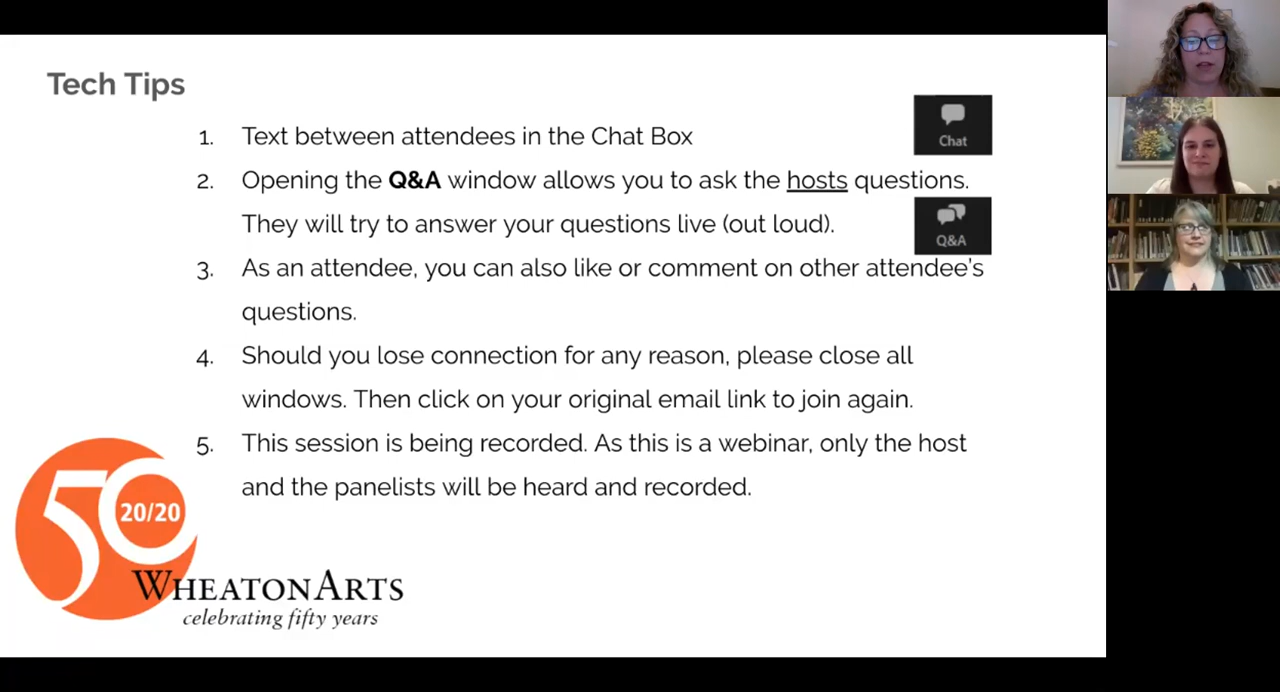 Tech Tips
1. Text between attendees in the Chat Box
Chat
2. Opening the Q&A window allows you to ask the hosts questions.
They will try to answer your questions live (out loud).
Q&A
3. As an attendee, you can also like or comment on other attendee's
questions.
4. Should you lose connection for any reason, please close all
windows. Then click on your original email link to join again.
5. This session is being recorded. As this is a webinar, only the host
and the panelists will be heard and recorded.
50
20/20
WHEATONARTS
celebrating fifty years